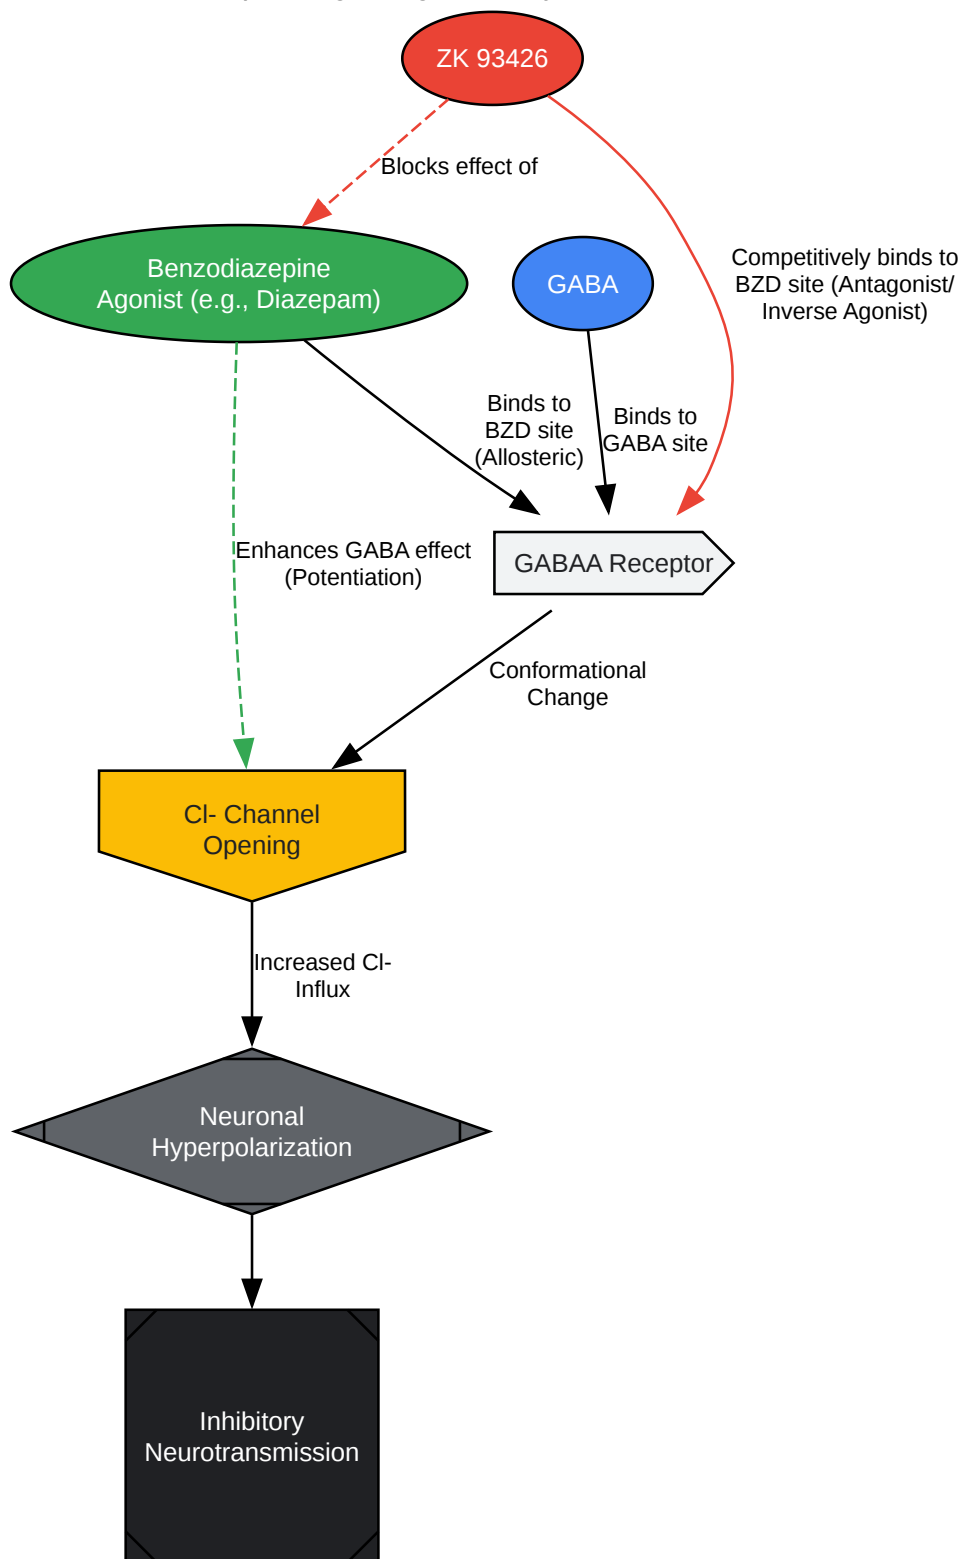 ZK 93426
Blocks effect of
Benzodiazepine
Agonist (e.g., Diazepam)
GABA
Competitively binds to
BZD site (Antagonist/
Inverse Agonist)
Binds to
BZD site
(Allosteric)
Binds to
GABA site
Enhances GABA effect
(Potentiation)
GABAA Receptor
Conformational
Change
Cl- Channel
Opening
Increased Cl-
Influx
Neuronal
Hyperpolarization
Inhibitory
Neurotransmission